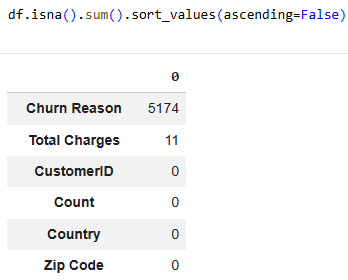 df.isna().sum().sort_values(ascending=False)
0
Churn Reason 5174
Total Charges 11
CustomerID 0
Count 0
Country 0
Zip Code 0